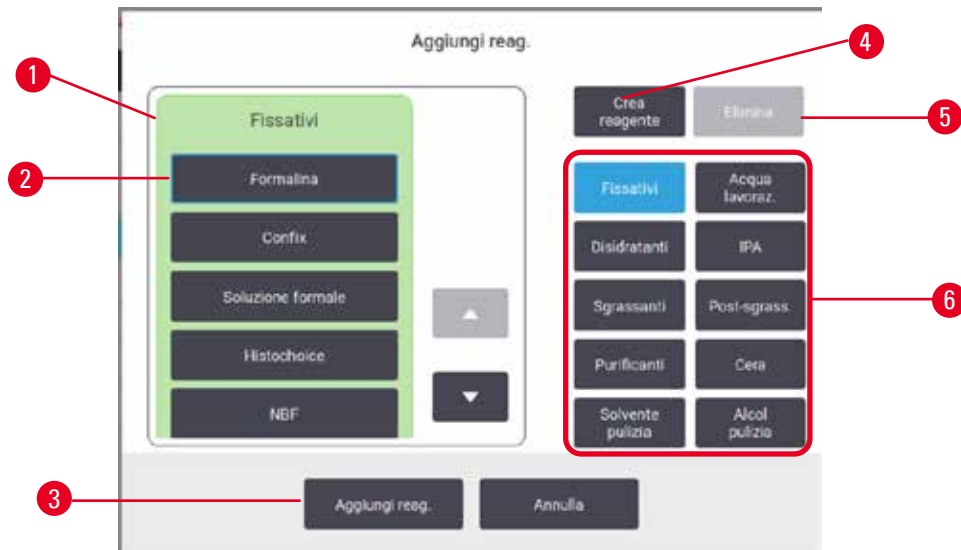 Aggiungi reag.
4
1
Crea
reagente
Elimina
5
Fissativi
2
Formalina
Fissativi
Acqua
lavoraz.
Confix
Disidratanti
IPA
Soluzione formale
Sgrassanti
Post-sgrass.
6
Histochoice
Purificanti
Cera
NBF
Solvente
pulizia
Alcol
pulizia
3
Aggiungi reag.
Annulla